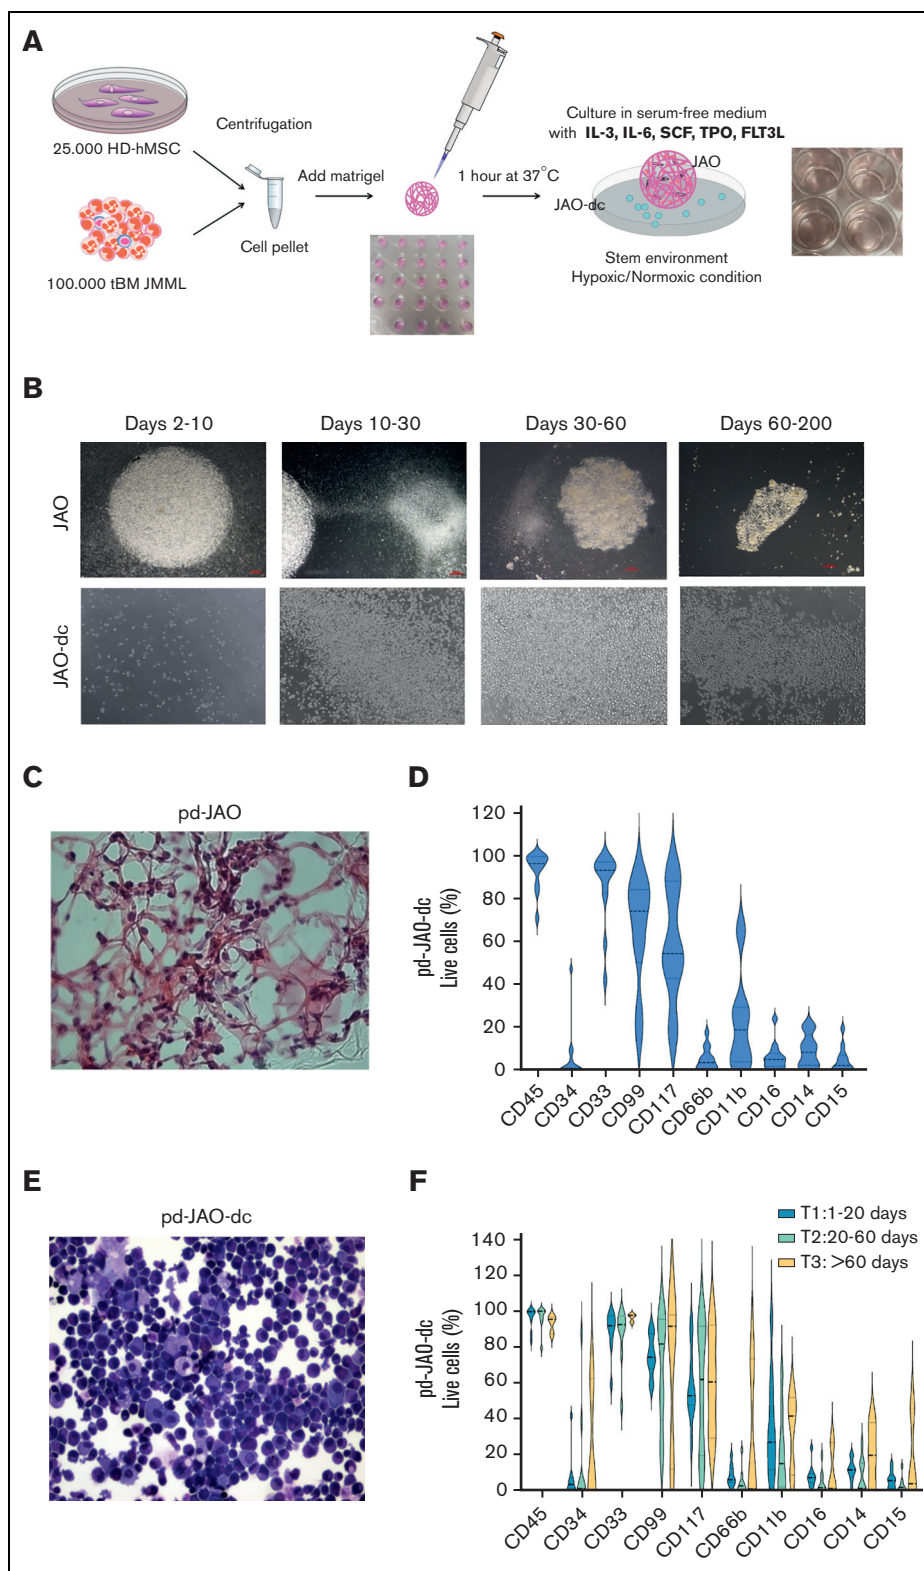 A
25.000 HD-hMSC
100.000 tBM JMML
Centrifugation
Cell pellet
Add matrigel
1 hour at 37°C
Culture in serum-free medium
with IL-3, IL-6, SCF, TPO, FLT3L
JAO
JAO-dc
Stem environment
Hypoxic/Normoxic condition
B
Days 2-10
Days 10-30
Days 30-60
Days 60-200
JAO
JAO-dc
C
pd-JAO
D
pd-JAO-dc
Live cells (%)
120
100
80
60
40
20
0
CD45
CD34
CD33
CD99
CD117
CD66b
CD11b
CD16
CD14
CD15
E
pd-JAO-dc
F
T1:1-20 days
T2:20-60 days
T3: >60 days
pd-JAO-dc
Live cells (%)
140
120
100
80
60
40
20
0
CD45
CD34
CD33
CD99
CD117
CD66b
CD11b
CD16
CD14
CD15